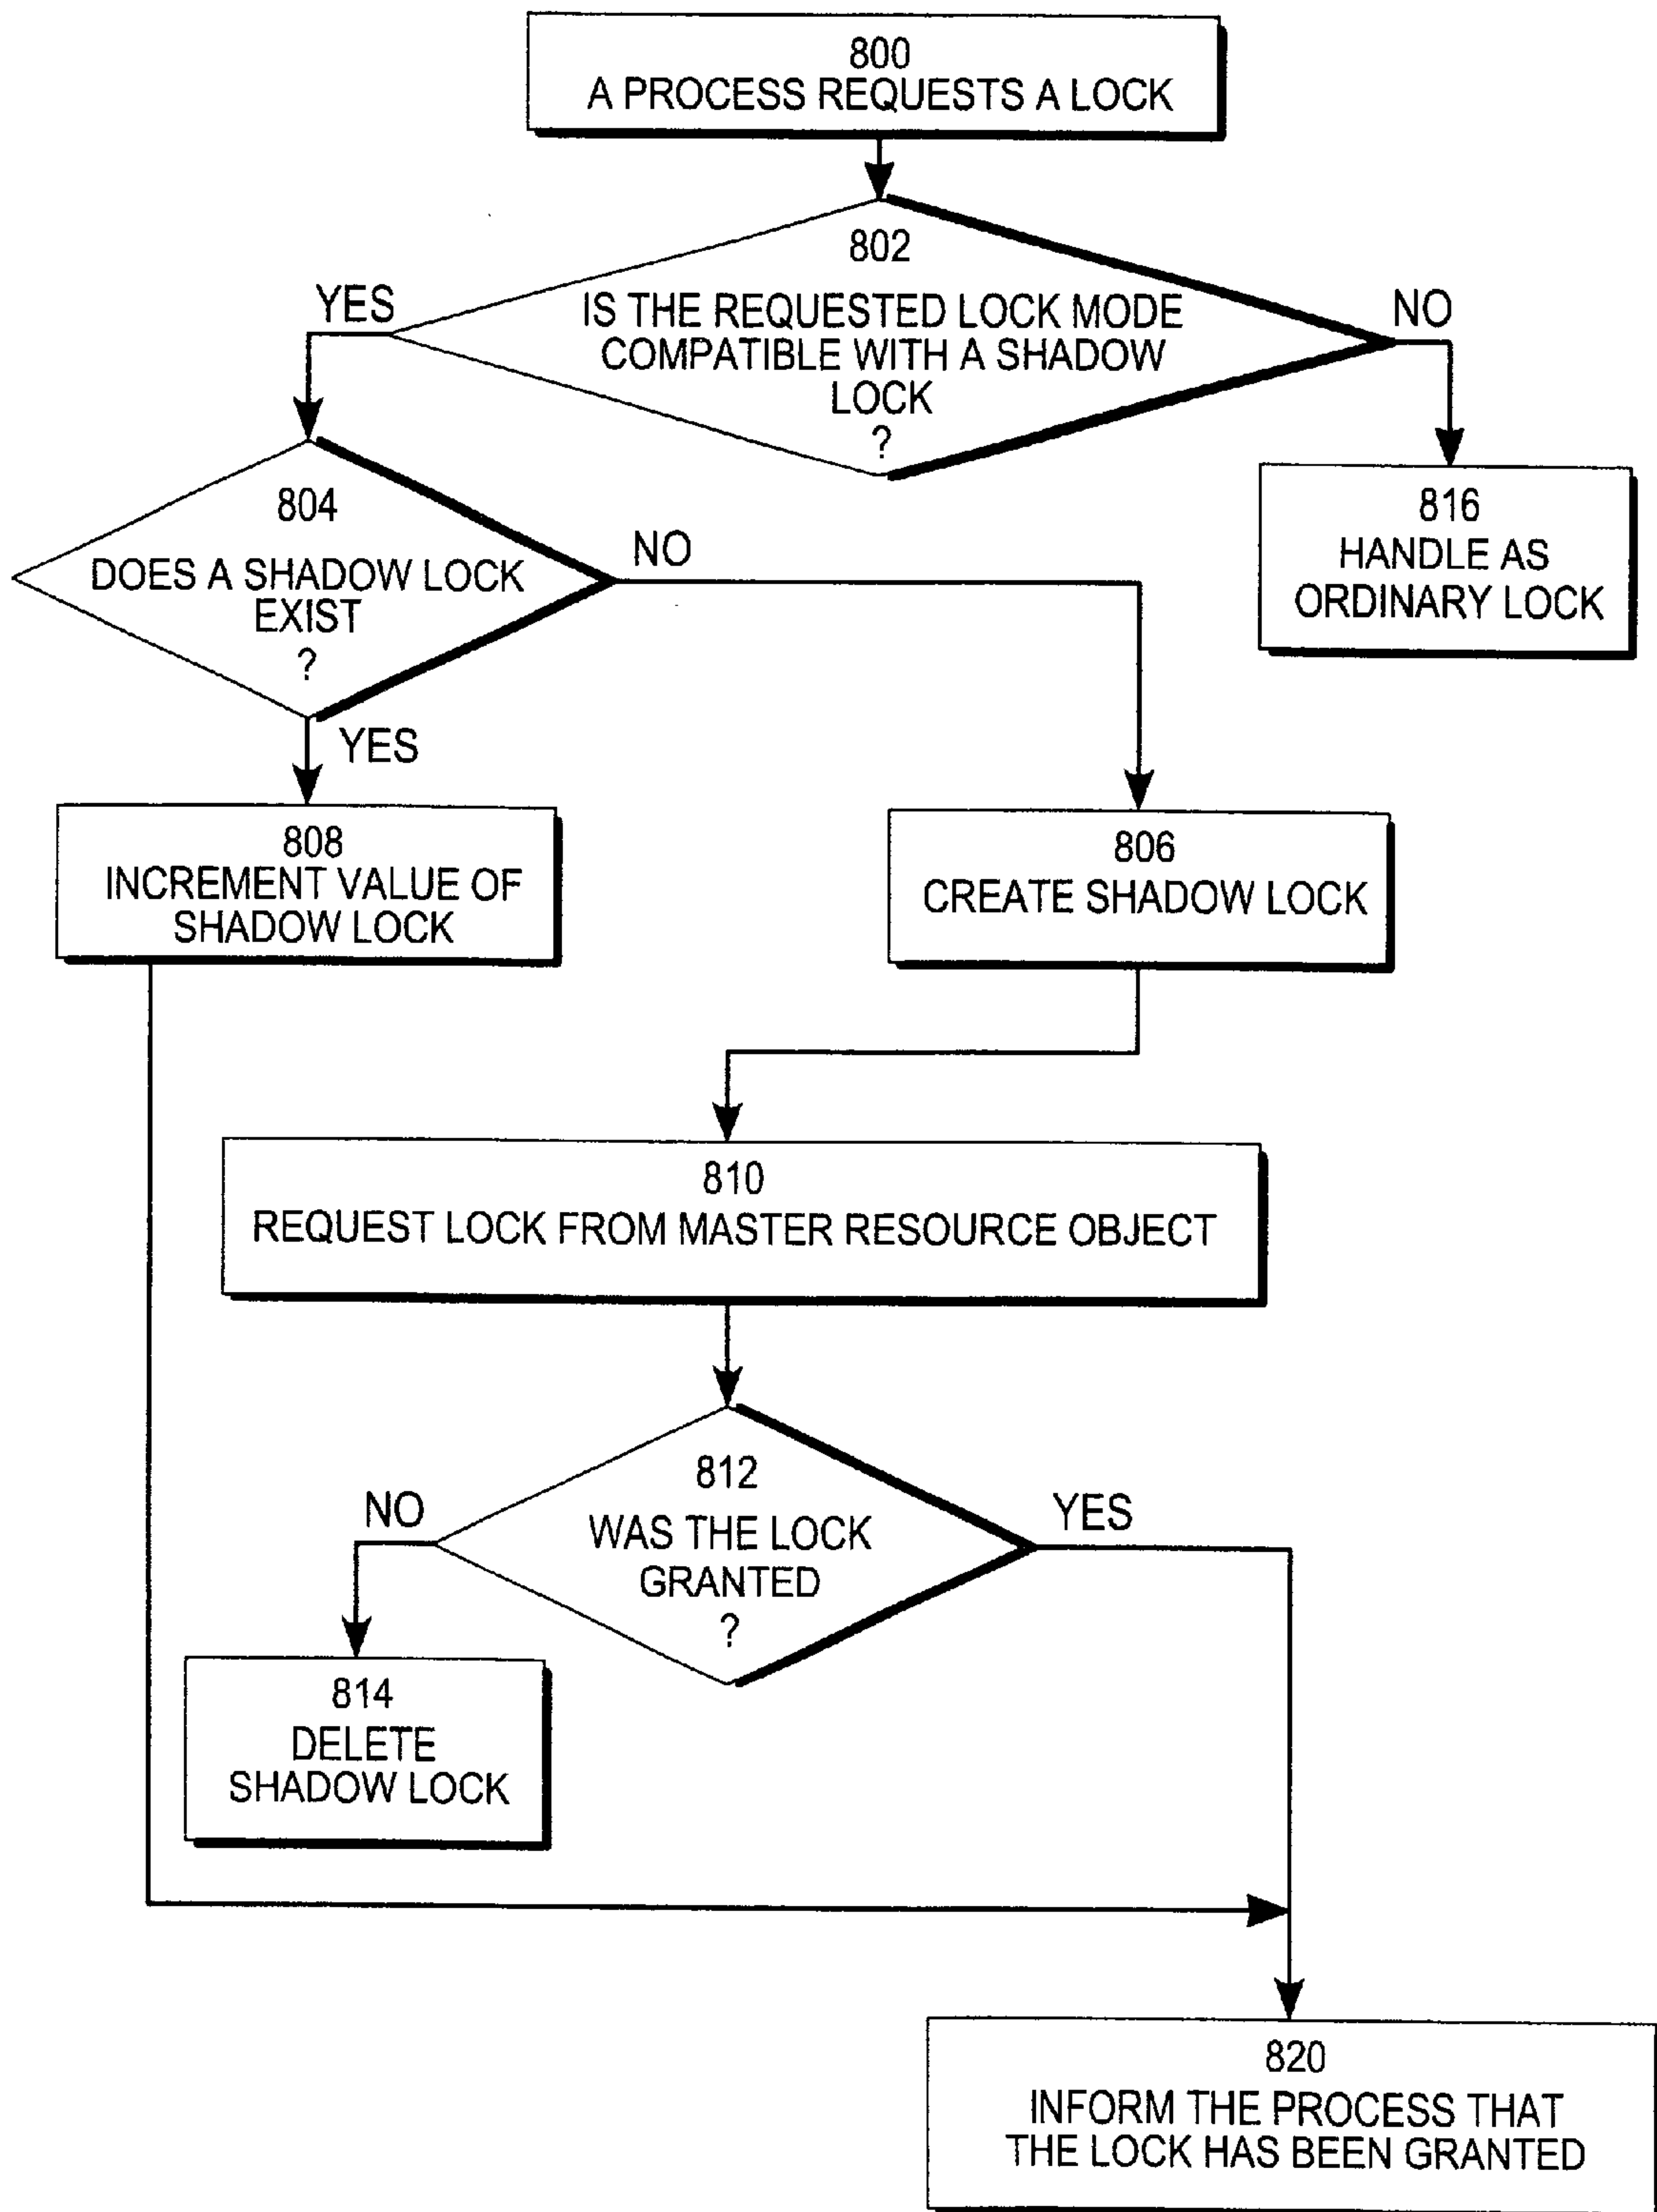 800
A PROCESS REQUESTS A LOCK
802
IS THE REQUESTED LOCK MODE
COMPATIBLE WITH A SHADOW
LOCK
?
YES
NO
816
HANDLE AS
ORDINARY LOCK
804
DOES A SHADOW LOCK
EXIST
?
NO
YES
808
INCREMENT VALUE OF
SHADOW LOCK
806
CREATE SHADOW LOCK
810
REQUEST LOCK FROM MASTER RESOURCE OBJECT
812
WAS THE LOCK
GRANTED
?
NO
YES
814
DELETE
SHADOW LOCK
820
INFORM THE PROCESS THAT
THE LOCK HAS BEEN GRANTED